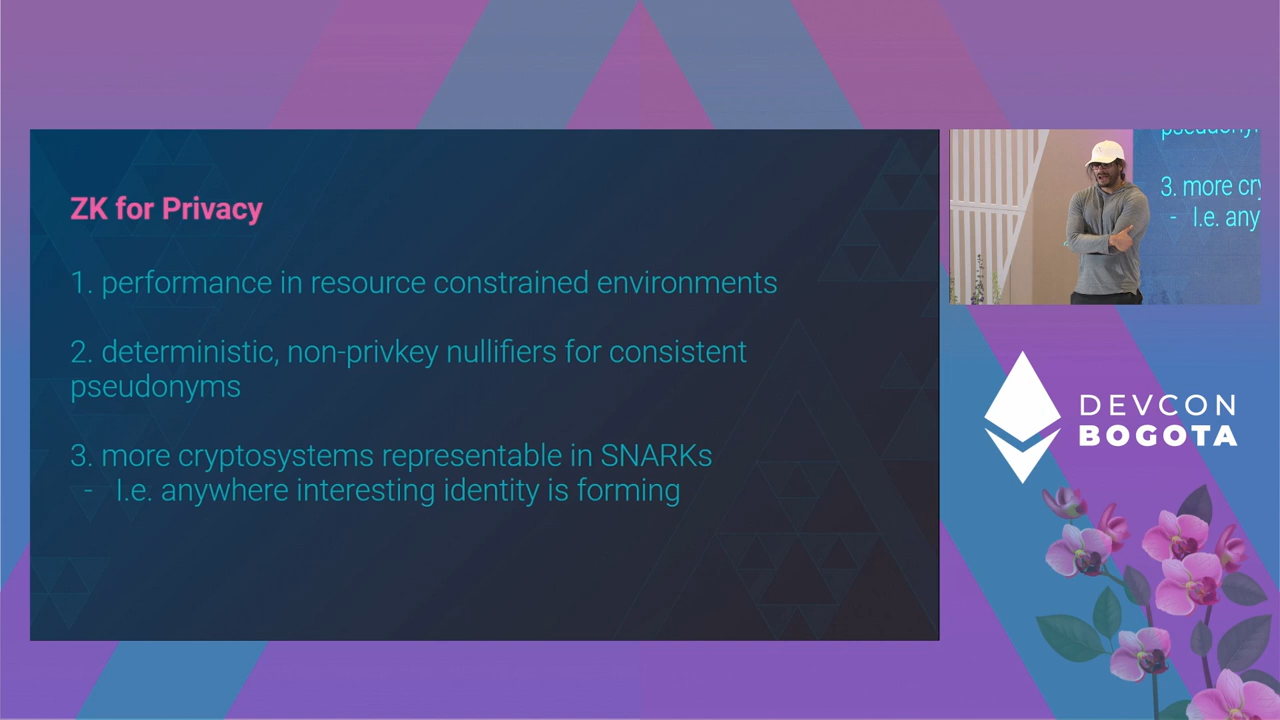 ZK for Privacy
1. performance in resource constrained environments
2. deterministic, non-privkey nullifiers for consistent
pseudonyms
3. more cryptosystems representable in SNARKs
- I.e. anywhere interesting identity is forming
pseudony
3. more cry
- I.e. any
DEVCON
BOGOTA